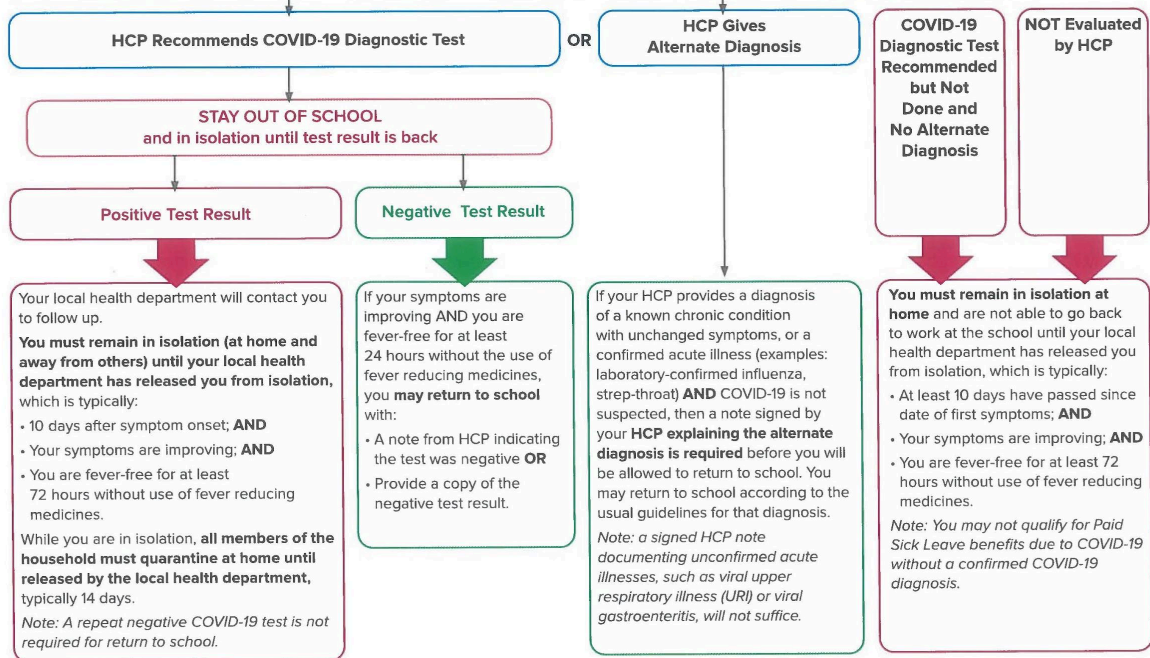 HCP Recommends COVID-19 Diagnostic Test
OR
HCP Gives
Alternate Diagnosis
COVID-19
Diagnostic Test
Recommended
but Not
Done and
No Alternate
Diagnosis
NOT Evaluated
by HCP
STAY OUT OF SCHOOL
and in isolation until test result is back
Positive Test Result
Negative Test Result
Your local health department will contact you
to follow up.
You must remain in isolation (at home and
away from others) until your local health
department has released you from isolation,
which is typically:
• 10 days after symptom onset; AND
• Your symptoms are improving; AND
• You are fever-free for at least
72 hours without use of fever reducing
medicines.
While you are in isolation, all members of the
household must quarantine at home until
released by the local health department,
typically 14 days.
Note: A repeat negative COVID-19 test is not
required for return to school.
If your symptoms are
improving AND you are
fever-free for at least
24 hours without the use of
fever reducing medicines,
you may return to school
with:
• A note from HCP indicating
the test was negative OR
• Provide a copy of the
negative test result.
If your HCP provides a diagnosis
of a known chronic condition
with unchanged symptoms, or a
confirmed acute illness (examples:
laboratory-confirmed influenza,
strep-throat) AND COVID-19 is not
suspected, then a note signed by
your HCP explaining the alternate
diagnosis is required before you will
be allowed to return to school. You
may return to school according to the
usual guidelines for that diagnosis.
Note: a signed HCP note
documenting unconfirmed acute
illnesses, such as viral upper
respiratory illness (URI) or viral
gastroenteritis, will not suffice.
You must remain in isolation at
home and are not able to go back
to work at the school until your local
health department has released you
from isolation, which is typically:
• At least 10 days have passed since
date of first symptoms; AND
• Your symptoms are improving; AND
• You are fever-free for at least 72
hours without use of fever reducing
medicines.
Note: You may not qualify for Paid
Sick Leave benefits due to COVID-19
without a confirmed COVID-19
diagnosis.